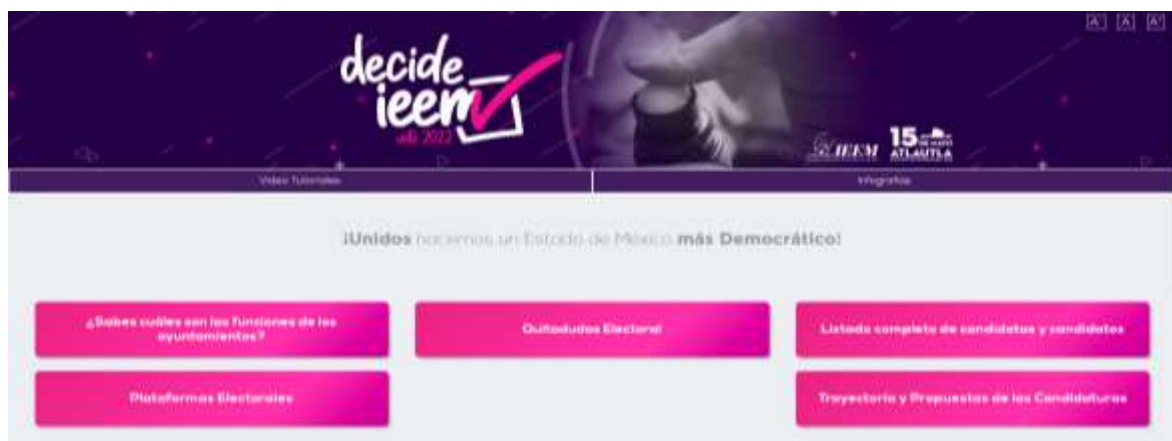 A⁻ A A⁺
decide
ieem
2022
IEEM
15
ATLAUTLA
Video Tutoriales
Infografías
¡Unidos hacemos un Estado de México más Democrático!
¿Sabes cuáles son las funciones de los
ayuntamientos?
Quitadudas Electoral
Listado completo de candidatas y candidatos
Plataformas Electorales
Trayectoria y Propuestas de las Candidaturas